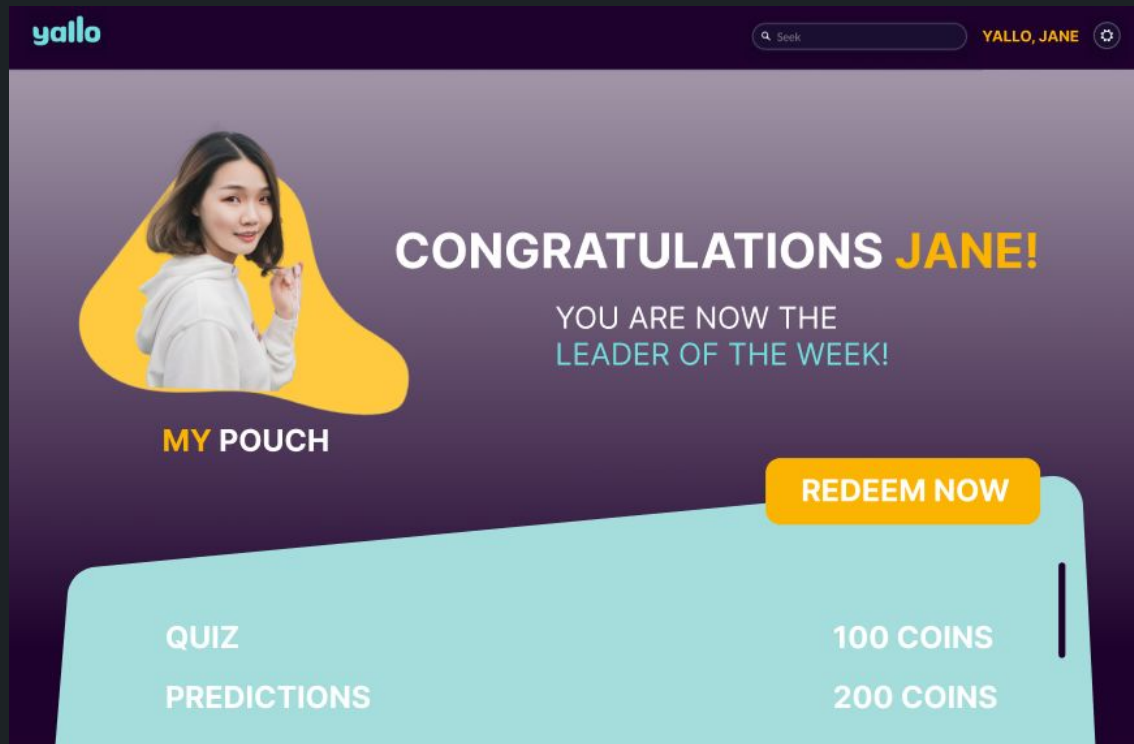 yallo
Seek
YALLO, JANE
CONGRATULATIONS JANE!
YOU ARE NOW THE
LEADER OF THE WEEK!
MY POUCH
REDEEM NOW
QUIZ 100 COINS
PREDICTIONS 200 COINS